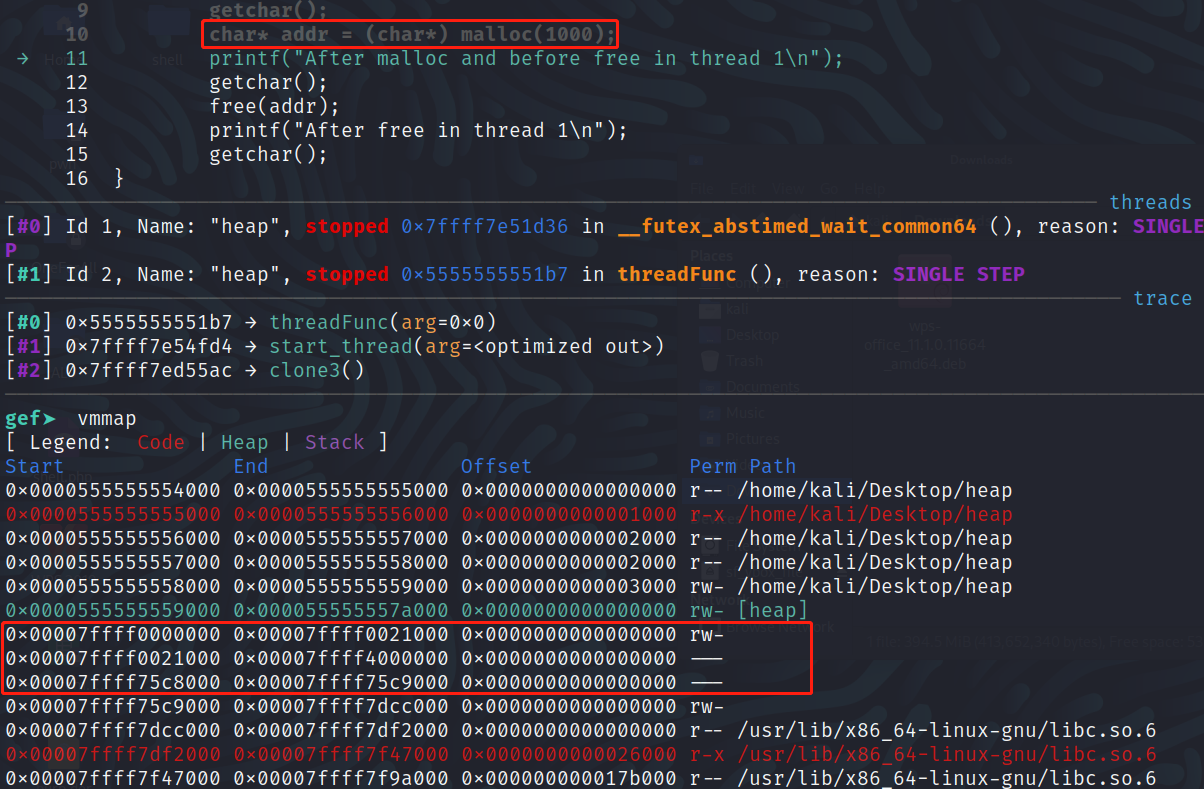 9 getchar();
10 char* addr = (char*) malloc(1000);
→ 11 printf("After malloc and before free in thread 1\n");
12 getchar();
13 free(addr);
14 printf("After free in thread 1\n");
15 getchar();
16 }
threads
[#0] Id 1, Name: "heap", stopped 0×7ffff7e51d36 in __futex_abstimed_wait_common64 (), reason: SINGLE
P
[#1] Id 2, Name: "heap", stopped 0×5555555551b7 in threadFunc (), reason: SINGLE STEP
trace
[#0] 0×5555555551b7 → threadFunc(arg=0×0)
[#1] 0×7ffff7e54fd4 → start_thread(arg=<optimized out>)
[#2] 0×7ffff7ed55ac → clone3()
gef➤ vmmap
[ Legend: Code | Heap | Stack ]
Start End Offset Perm Path
0×0000555555554000 0×0000555555555000 0×0000000000000000 r-- /home/kali/Desktop/heap
0×0000555555555000 0×0000555555556000 0×0000000000001000 r-x /home/kali/Desktop/heap
0×0000555555556000 0×0000555555557000 0×0000000000002000 r-- /home/kali/Desktop/heap
0×0000555555557000 0×0000555555558000 0×0000000000002000 r-- /home/kali/Desktop/heap
0×0000555555558000 0×0000555555559000 0×0000000000003000 rw- /home/kali/Desktop/heap
0×0000555555559000 0×000055555557a000 0×0000000000000000 rw- [heap]
0×00007ffff0000000 0×00007ffff0021000 0×0000000000000000 rw-
0×00007ffff0021000 0×00007ffff4000000 0×0000000000000000 ---
0×00007ffff75c8000 0×00007ffff75c9000 0×0000000000000000 ---
0×00007ffff75c9000 0×00007ffff7dcc000 0×0000000000000000 rw-
0×00007ffff7dcc000 0×00007ffff7df2000 0×0000000000000000 r-- /usr/lib/x86_64-linux-gnu/libc.so.6
0×00007ffff7df2000 0×00007ffff7f47000 0×0000000000026000 r-x /usr/lib/x86_64-linux-gnu/libc.so.6
0×00007ffff7f47000 0×00007ffff7f9a000 0×000000000017b000 r-- /usr/lib/x86_64-linux-gnu/libc.so.6